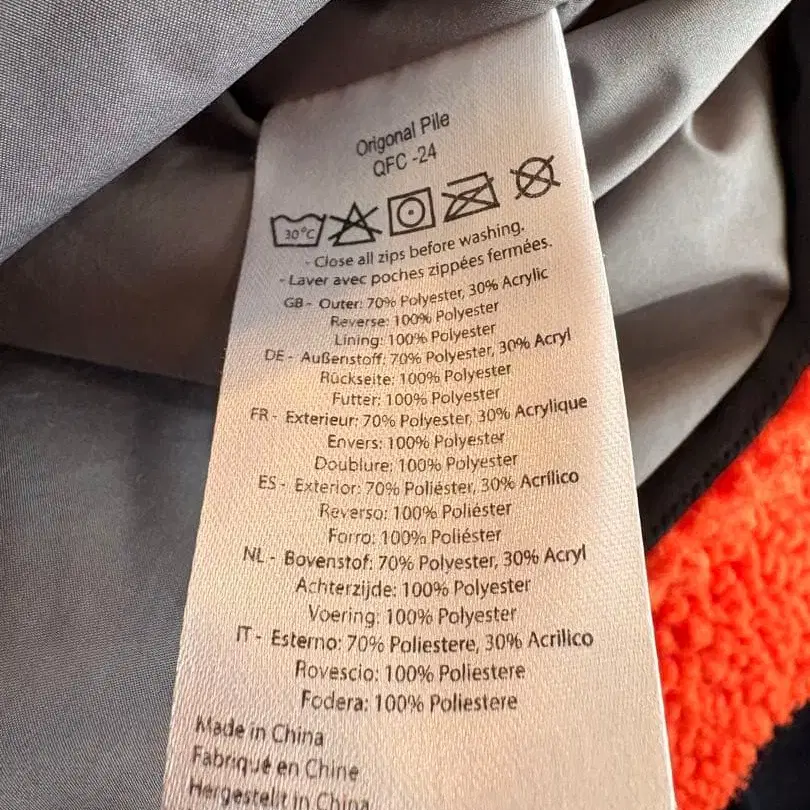 Origonal Pile
QFC -24
30°C
- Close all zips before washing.
- Laver avec poches zippées fermées.
GB - Outer: 70% Polyester, 30% Acrylic
Reverse: 100% Polyester
Lining: 100% Polyester
DE - Außenstoff: 70% Polyester, 30% Acryl
Rückseite: 100% Polyester
Futter: 100% Polyester
FR - Exterieur: 70% Polyester, 30% Acrylique
Envers: 100% Polyester
Doublure: 100% Polyester
ES - Exterior: 70% Poliéster, 30% Acrílico
Reverso: 100% Poliéster
Forro: 100% Poliéster
NL - Bovenstof: 70% Polyester, 30% Acryl
Achterzijde: 100% Polyester
Voering: 100% Polyester
IT - Esterno: 70% Poliestere, 30% Acrilico
Rovescio: 100% Poliestere
Fodera: 100% Poliestere
Made in China
Fabriqué en Chine
Hergestellt in China